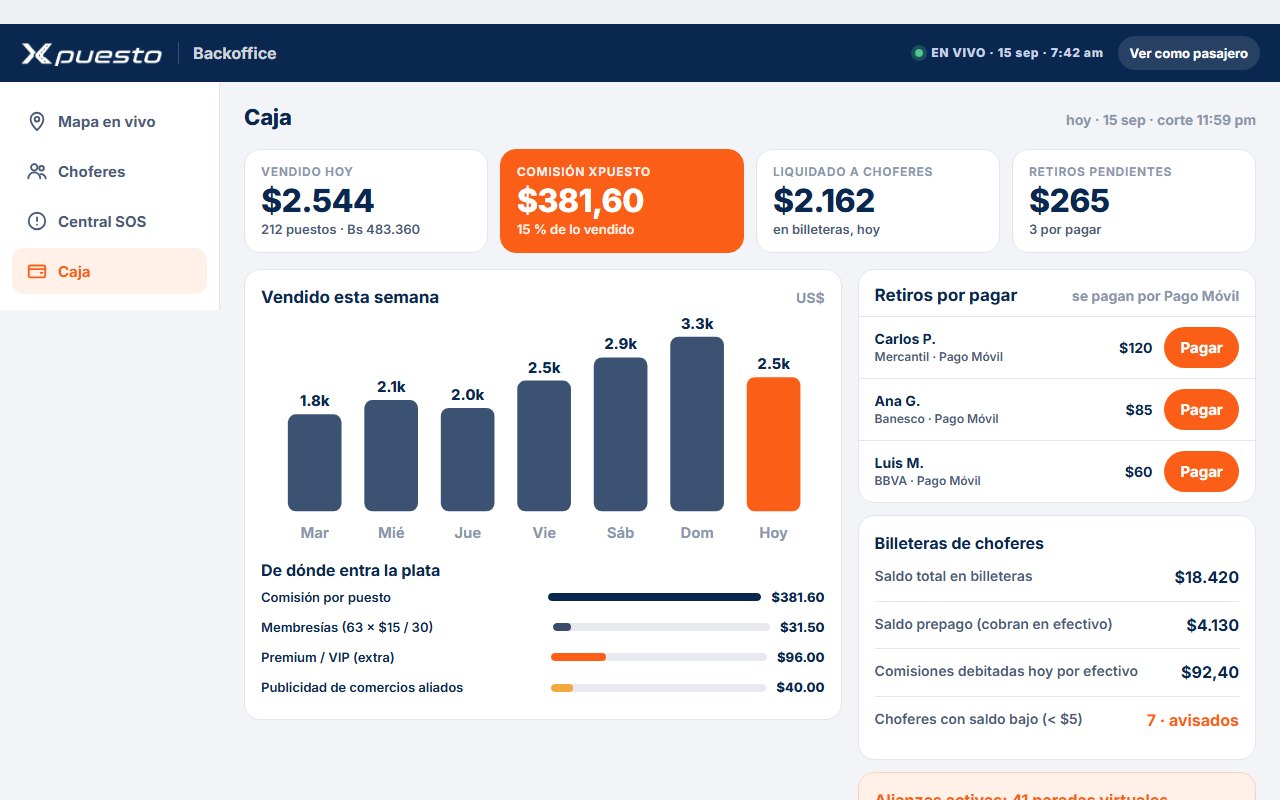 Xpuesto
Backoffice
EN VIVO · 15 sep · 7:42 am
Ver como pasajero
Mapa en vivo
Choferes
Central SOS
Caja
Caja
hoy · 15 sep · corte 11:59 pm
VENDIDO HOY
$2.544
212 puestos · Bs 483.360
COMISIÓN XPUESTO
$381,60
15 % de lo vendido
LIQUIDADO A CHOFERES
$2.162
en billeteras, hoy
RETIROS PENDIENTES
$265
3 por pagar
Vendido esta semana
US$
1.8k
2.1k
2.0k
2.5k
2.9k
3.3k
2.5k
Mar
Mié
Jue
Vie
Sáb
Dom
Hoy
De dónde entra la plata
Comisión por puesto $381.60
Membresías (63 × $15 / 30) $31.50
Premium / VIP (extra) $96.00
Publicidad de comercios aliados $40.00
Retiros por pagar
se pagan por Pago Móvil
Carlos P.
Mercantil · Pago Móvil
$120
Pagar
Ana G.
Banesco · Pago Móvil
$85
Pagar
Luis M.
BBVA · Pago Móvil
$60
Pagar
Billeteras de choferes
Saldo total en billeteras $18.420
Saldo prepago (cobran en efectivo) $4.130
Comisiones debitadas hoy por efectivo $92,40
Choferes con saldo bajo (< $5) 7 · avisados
Alianzas activas: 41 paradas virtuales